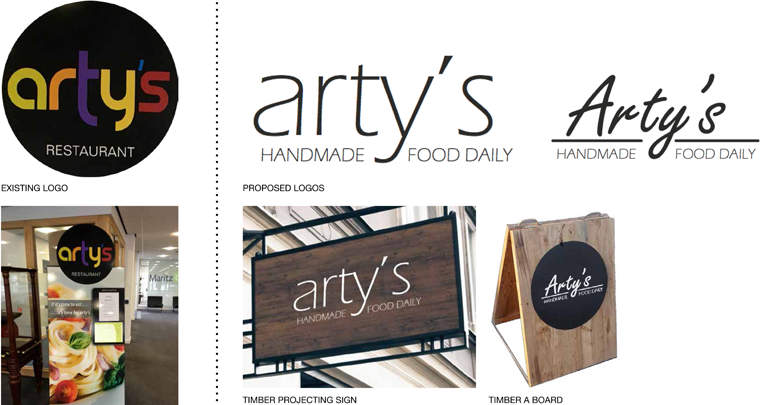 arty's
RESTAURANT
EXISTING LOGO
arty's
RESTAURANT
Maritz
arty's
HANDMADE FOOD DAILY
Arty's
HANDMADE FOOD DAILY
PROPOSED LOGOS
arty's
HANDMADE FOOD DAILY
TIMBER PROJECTING SIGN
Arty's
HANDMADE FOOD DAILY
TIMBER A BOARD